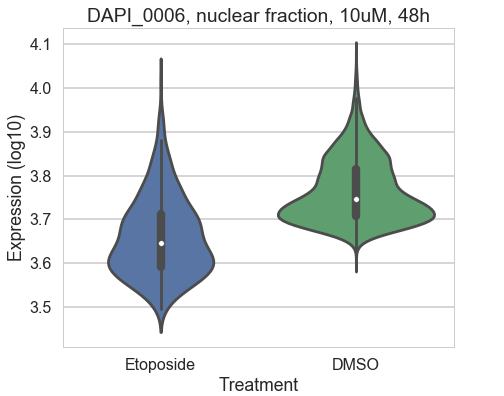 DAPI_0006, nuclear fraction, 10uM, 48h
Expression (log10)
4.1
4.0
3.9
3.8
3.7
3.6
3.5
Etoposide DMSO
Treatment